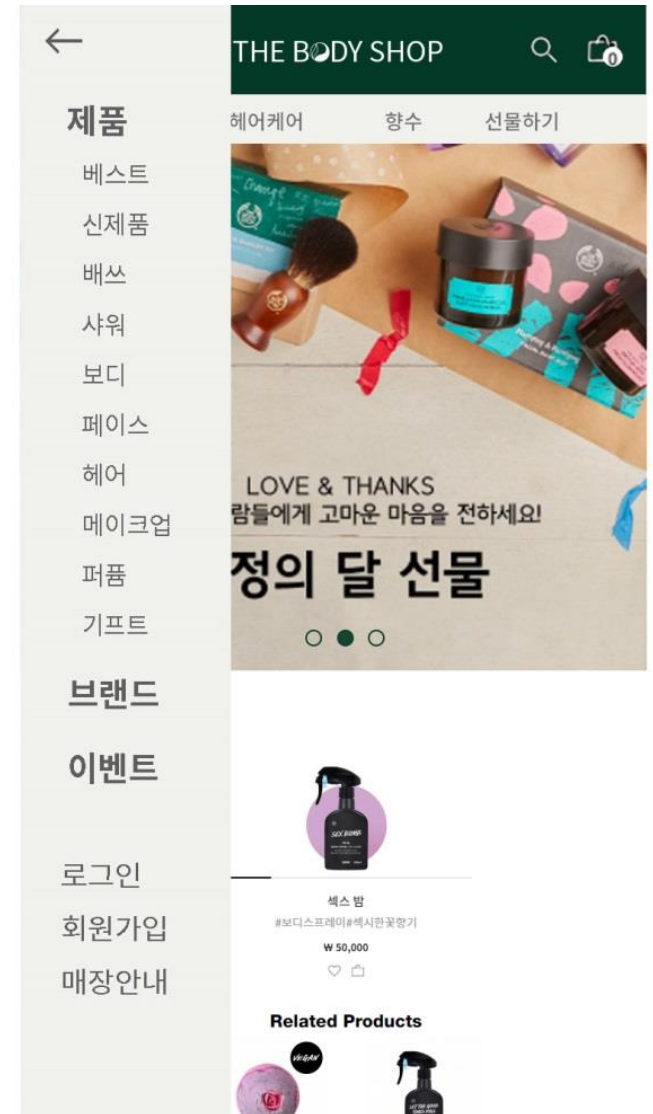 THE BODY SHOP
0
제품
베스트
신제품
배쓰
샤워
보디
페이스
헤어
메이크업
퍼퓸
기프트
브랜드
이벤트
로그인
회원가입
매장안내
헤어케어 향수 선물하기
Change
LOVE & THANKS
람들에게 고마운 마음을 전하세요!
정의 달 선물
SEX BOMB
섹스 밤
#보디스프레이#섹시한꽃향기
₩ 50,000
Related Products
VEGAN